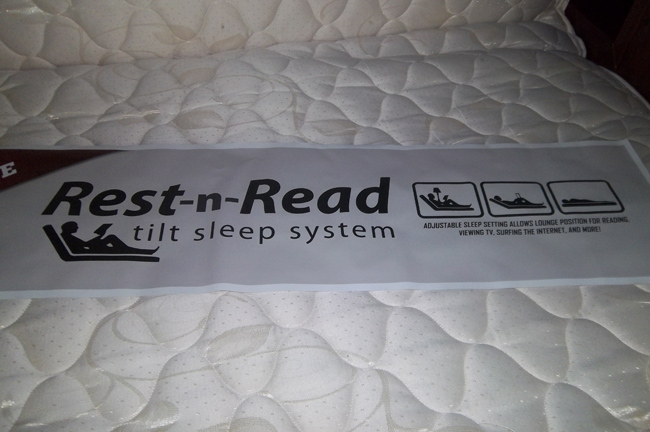 E
Rest-n-Read
tilt sleep system
ADJUSTABLE SLEEP SETTING ALLOWS LOUNGE POSITION FOR READING,
VIEWING TV, SURFING THE INTERNET, AND MORE!